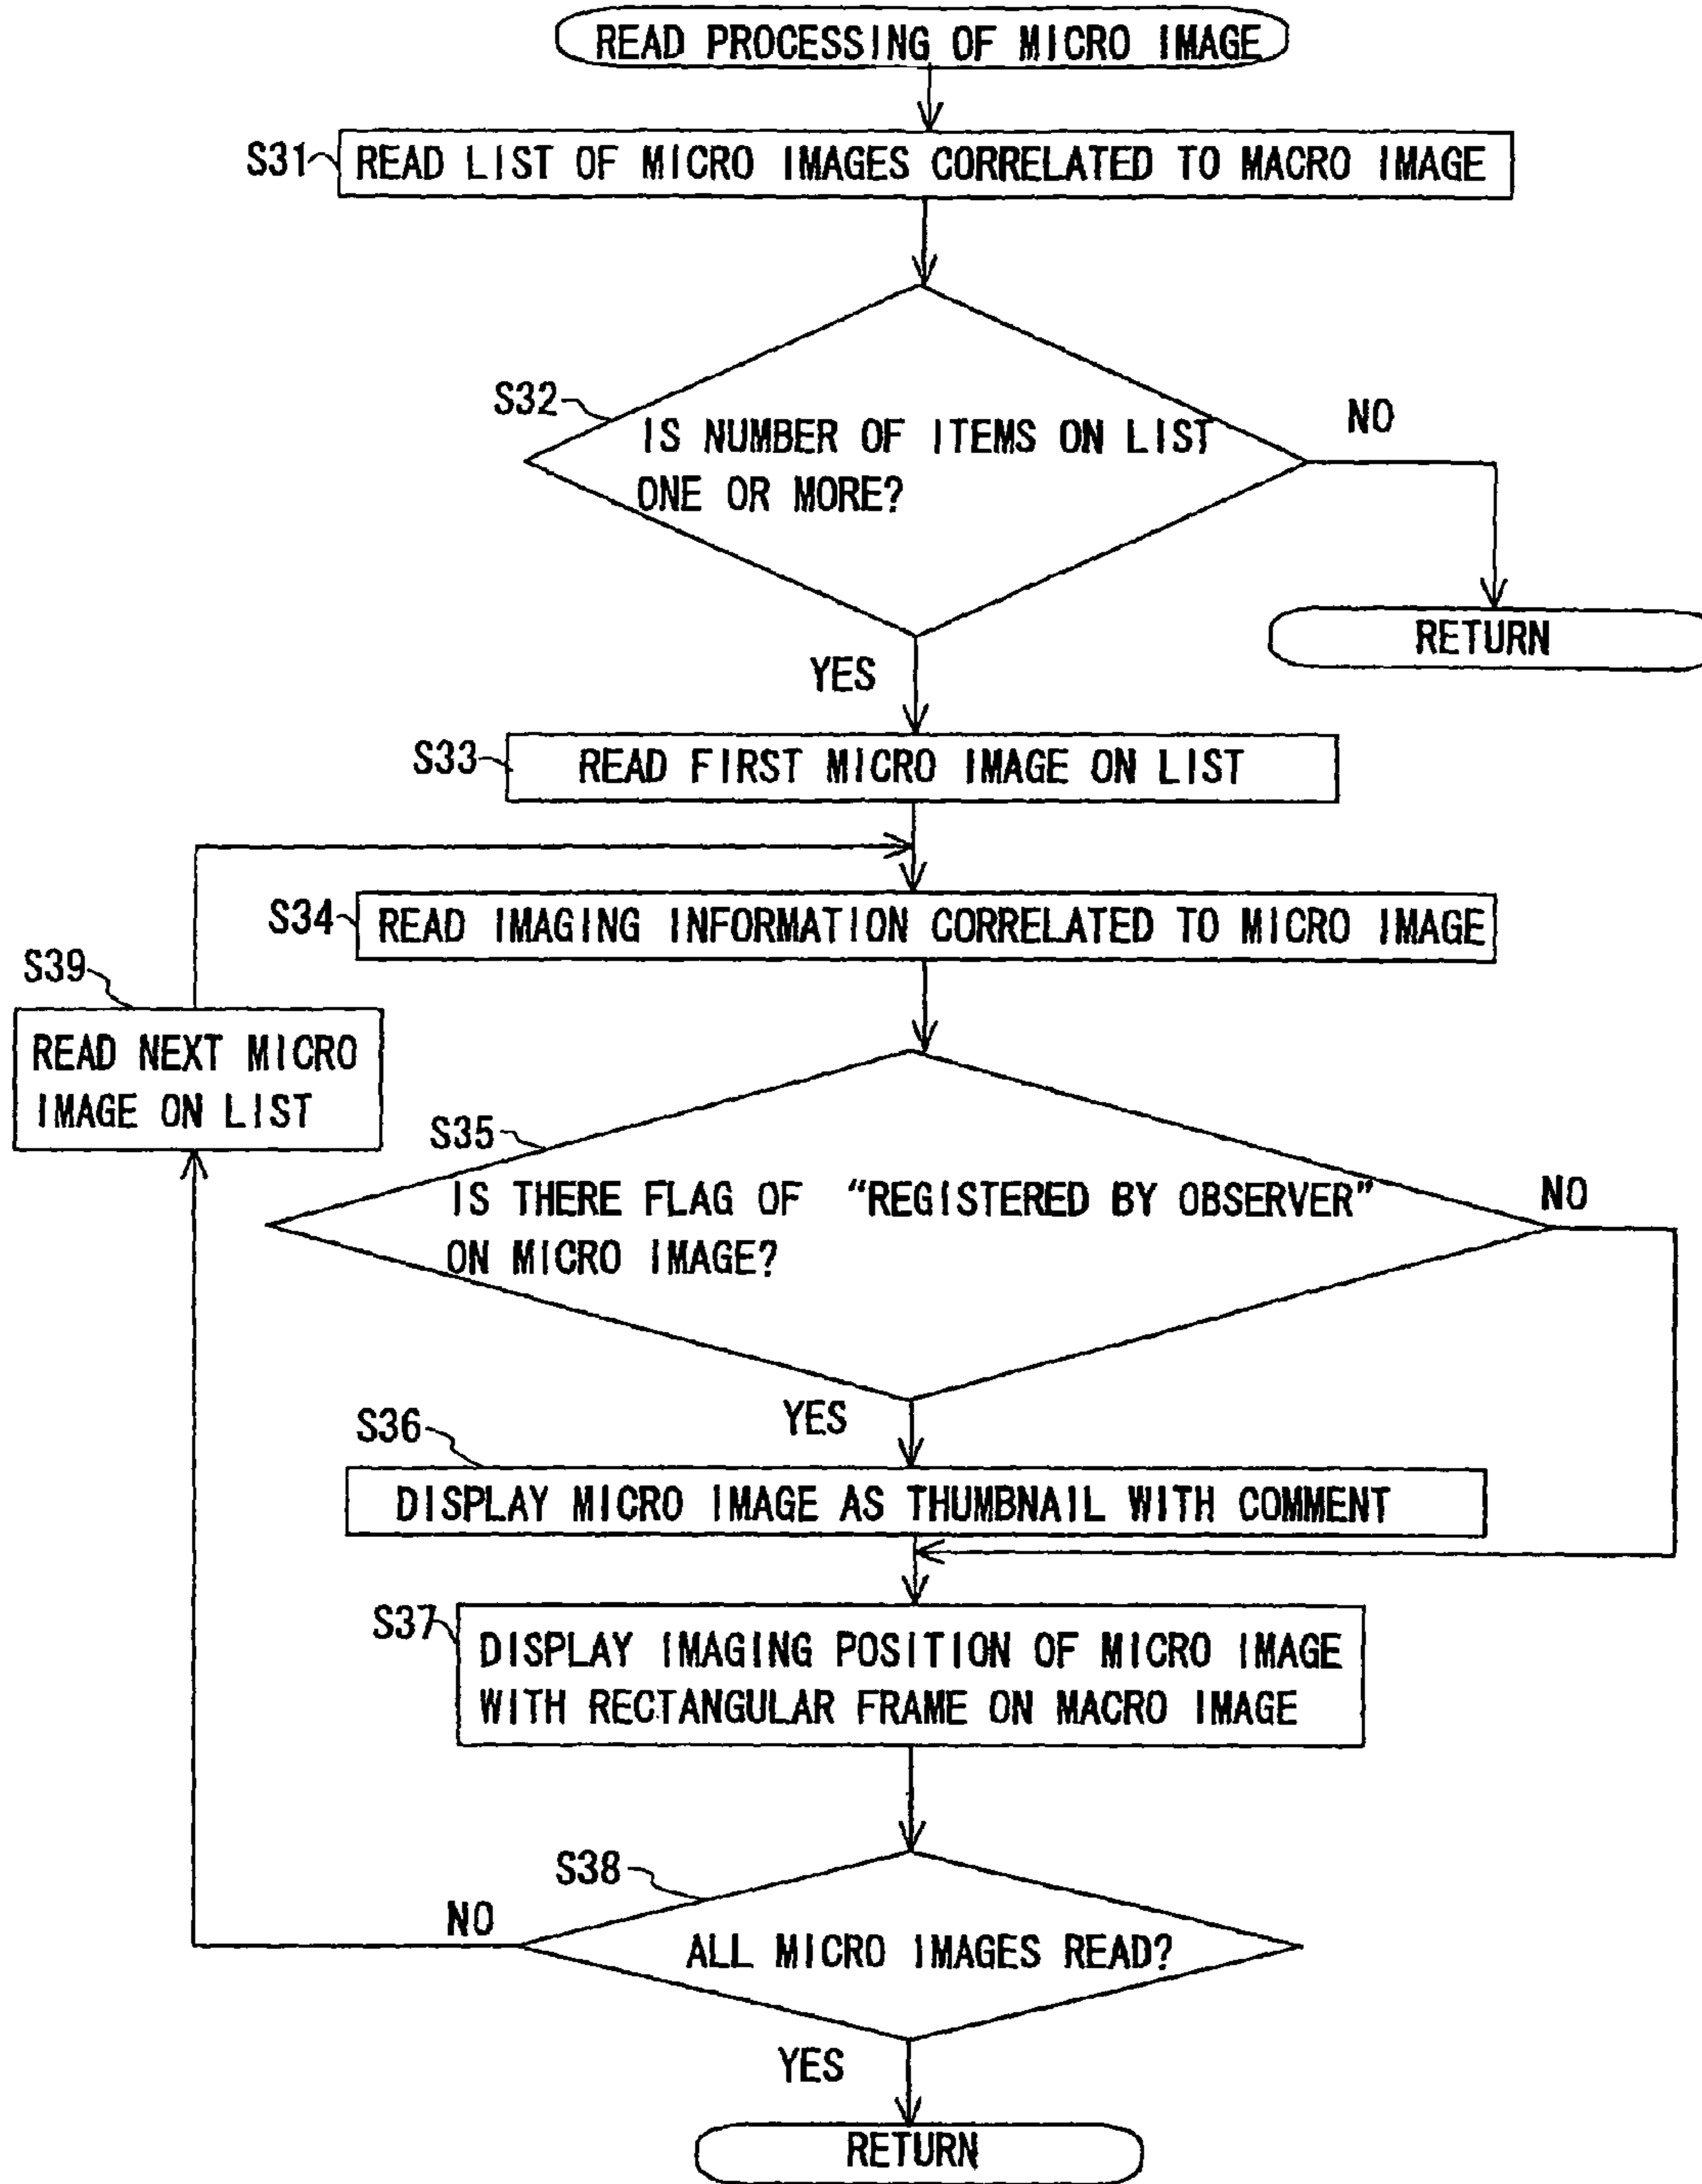 READ PROCESSING OF MICRO IMAGE
S31
READ LIST OF MICRO IMAGES CORRELATED TO MACRO IMAGE
S32
IS NUMBER OF ITEMS ON LIST
ONE OR MORE?
NO
RETURN
YES
S33
READ FIRST MICRO IMAGE ON LIST
S34
READ IMAGING INFORMATION CORRELATED TO MICRO IMAGE
S39
READ NEXT MICRO
IMAGE ON LIST
S35
IS THERE FLAG OF “REGISTERED BY OBSERVER”
ON MICRO IMAGE?
NO
YES
S36
DISPLAY MICRO IMAGE AS THUMBNAIL WITH COMMENT
S37
DISPLAY IMAGING POSITION OF MICRO IMAGE
WITH RECTANGULAR FRAME ON MACRO IMAGE
S38
NO
ALL MICRO IMAGES READ?
YES
RETURN